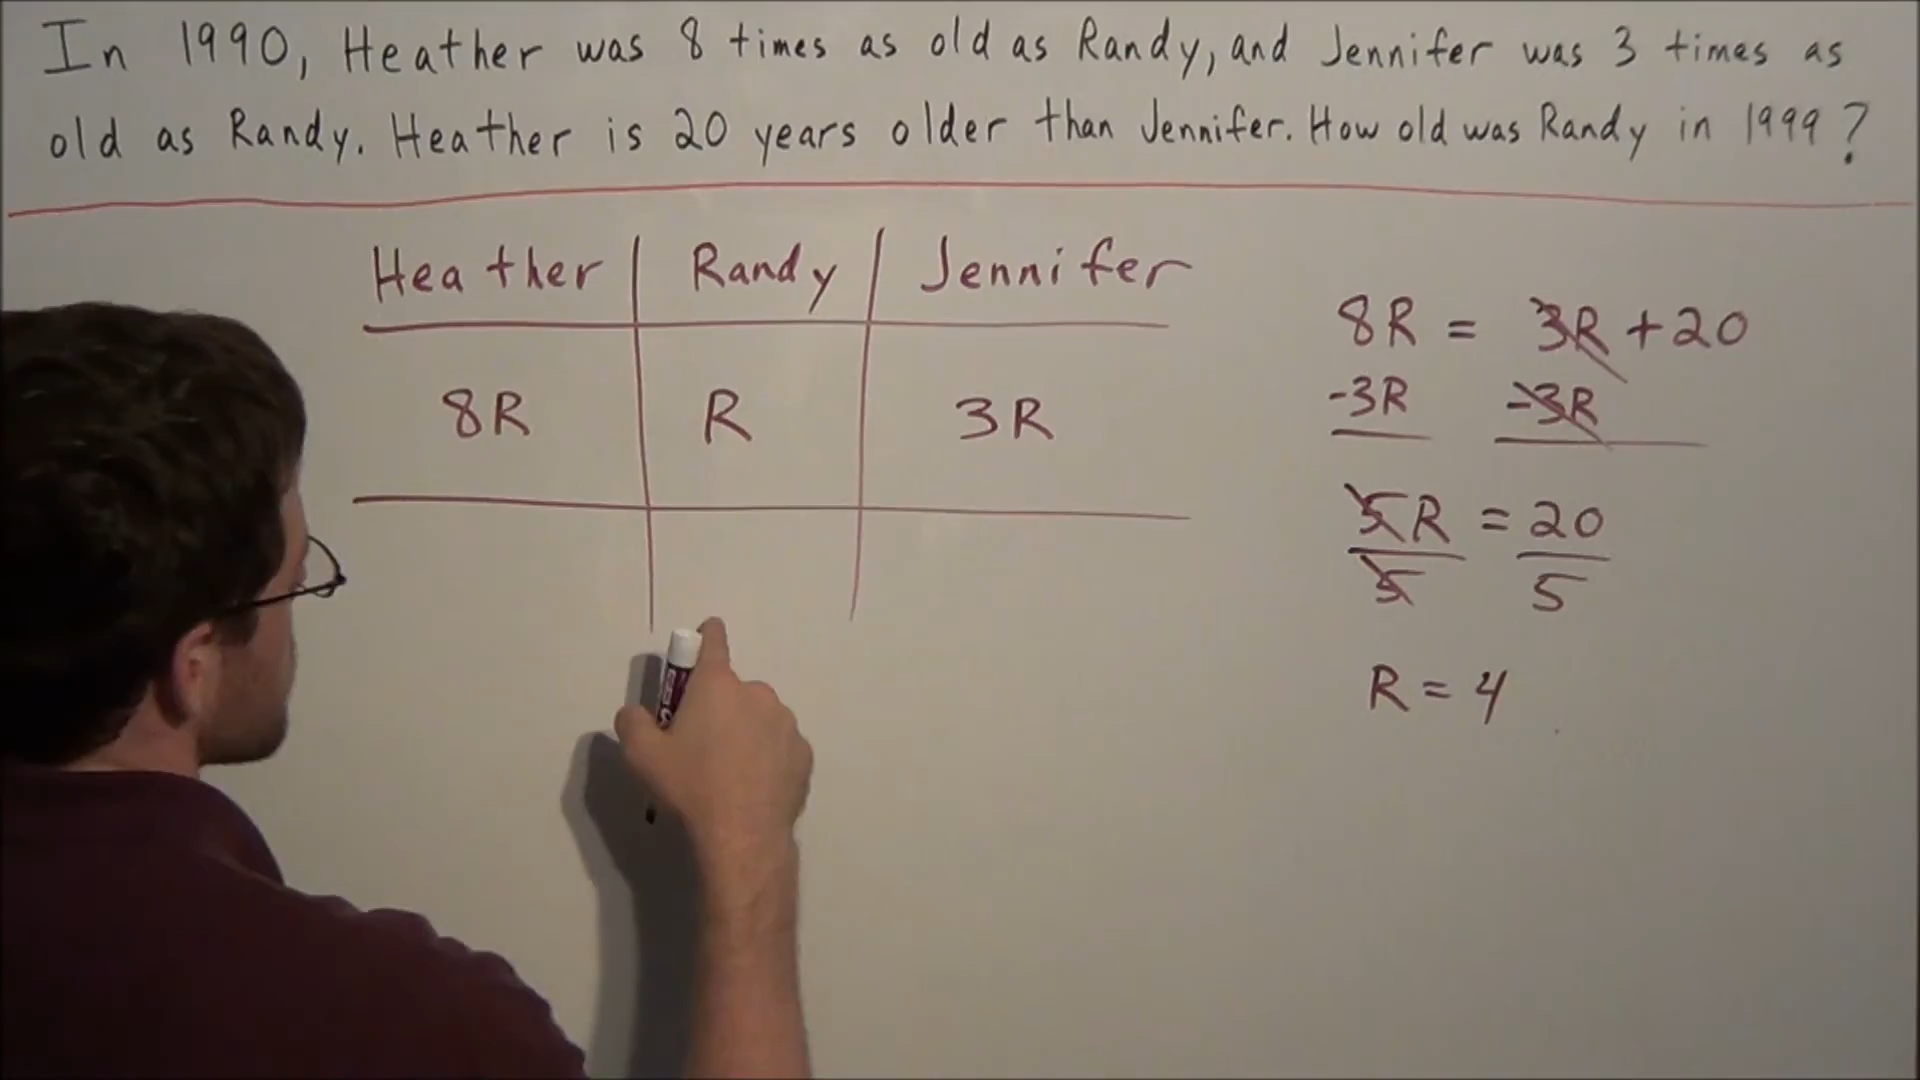 In 1990, Heather was 8 times as old as Randy, and Jennifer was 3 times as
old as Randy. Heather is 20 years older than Jennifer. How old was Randy in 1999?
Heather Randy Jennifer
8R R 3R
8R = 3R + 20
-3R -3R
5R = 20
5 5
R = 4